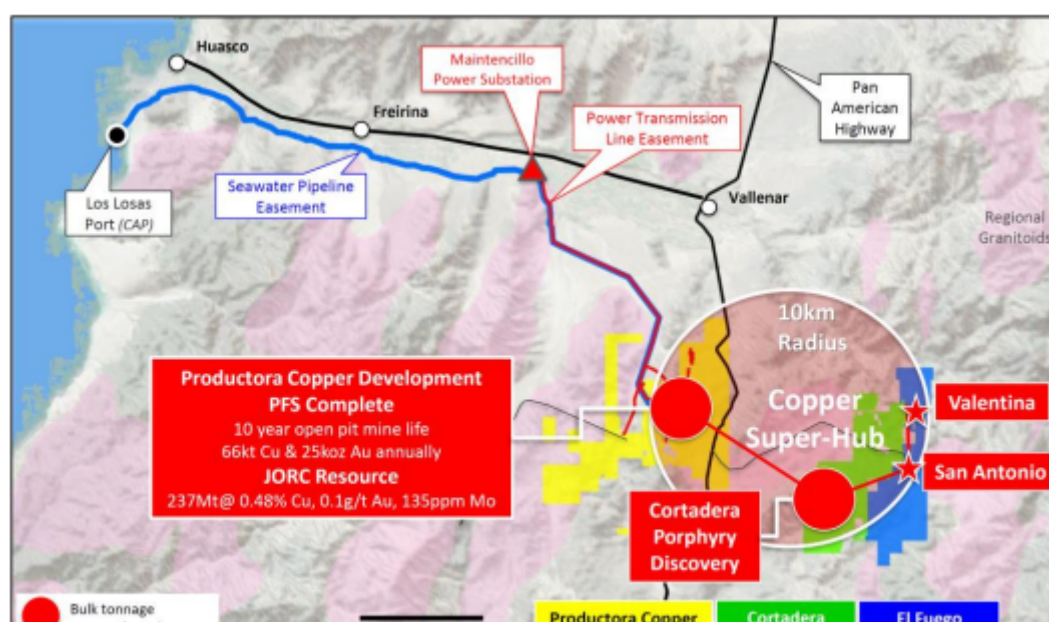 Huasco
Maintencillo
Power Substation
Freirina
Power Transmission
Line Easement
Pan
American
Highway
Los Losas
Port (CAP)
Seawater Pipeline
Easement
Vallenar
Regional
Granitoids
10km
Radius
Productora Copper Development
PFS Complete
10 year open pit mine life
66kt Cu & 25koz Au annually
JORC Resource
237Mt@ 0.48% Cu, 0.1g/t Au, 135ppm Mo
Copper
Super-Hub
Valentina
San Antonio
Cortadera
Porphyry
Discovery
Bulk tonnage
Productora Copper
Cortadera
El Fuego